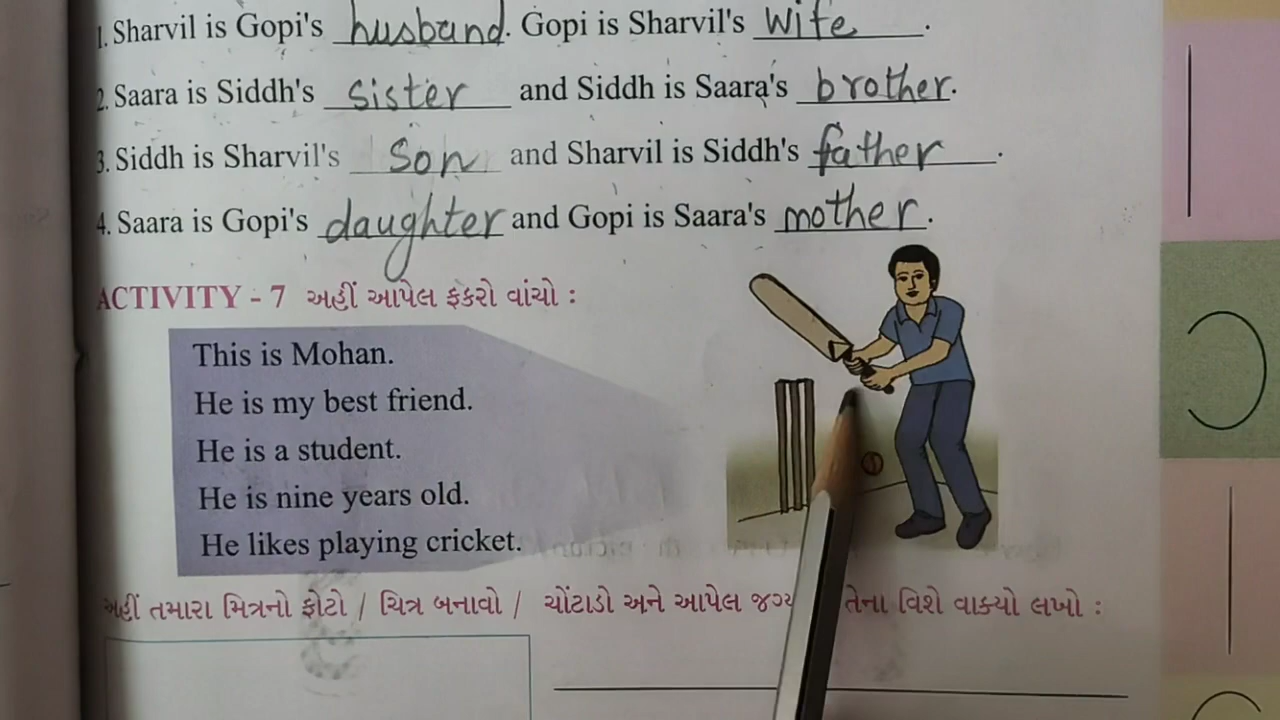 1. Sharvil is Gopi's husband. Gopi is Sharvil's wife.
2. Saara is Siddh's sister and Siddh is Saara's brother.
3. Siddh is Sharvil's Son and Sharvil is Siddh's father.
4. Saara is Gopi's daughter and Gopi is Saara's mother.
ACTIVITY - 7 અહીં આપેલ ફકરો વાંચો :
This is Mohan.
He is my best friend.
He is a student.
He is nine years old.
He likes playing cricket.
અહીં તમારા મિત્રનો ફોટો / ચિત્ર બનાવો / ચોંટાડો અને આપેલ તેના વિશે વાક્યો લખો :